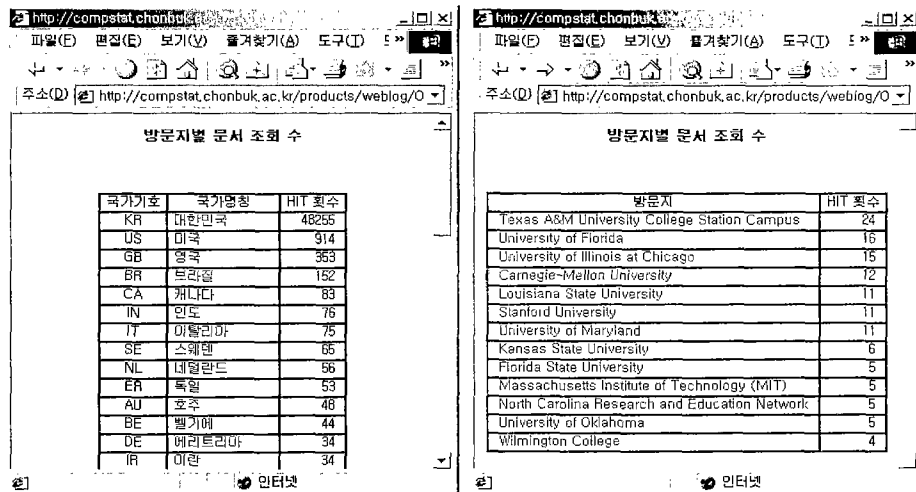 http://compstat.chonbuk
파일(F) 편집(E) 보기(V) 즐겨찾기(A) 도구(T) »
주소(D) http://compstat.chonbuk.ac.kr/products/weblog/O
방문지별 문서 조회 수
국가기호 국가명칭 HIT 횟수
KR 대한민국 48255
US 미국 914
GB 영국 353
BR 브라질 152
CA 캐나다 83
IN 인도 76
IT 이탈리아 75
SE 스웨덴 65
NL 네덜란드 56
ER 독일 53
AU 호주 48
BE 벨기에 44
DE 에리트리아 34
IR 이란 34
인터넷
http://compstat.chonbuk
파일(F) 편집(E) 보기(V) 즐겨찾기(A) 도구(T) »
주소(D) http://compstat.chonbuk.ac.kr/products/weblog/O
방문지별 문서 조회 수
방문지 HIT 횟수
Texas A&M University College Station Campus 24
University of Florida 16
University of Illinois at Chicago 15
Carnegie-Mellon University 12
Louisiana State University 11
Stanford University 11
University of Maryland 11
Kansas State University 6
Florida State University 5
Massachusetts Institute of Technology (MIT) 5
North Carolina Research and Education Network 5
University of Oklahoma 5
Wilmington College 4
인터넷